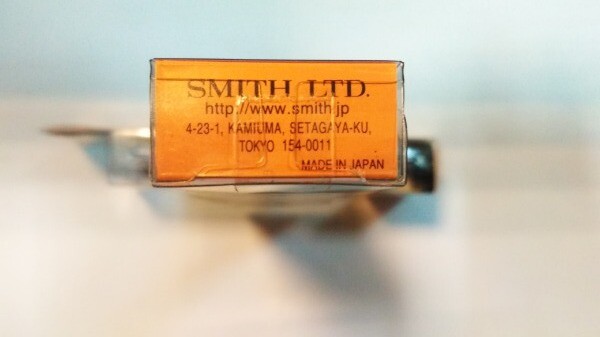 SMITH LTD.
http://www.smith.jp
4-23-1, KAMIUMA, SETAGAYA-KU,
TOKYO 154-0011
MADE IN JAPAN